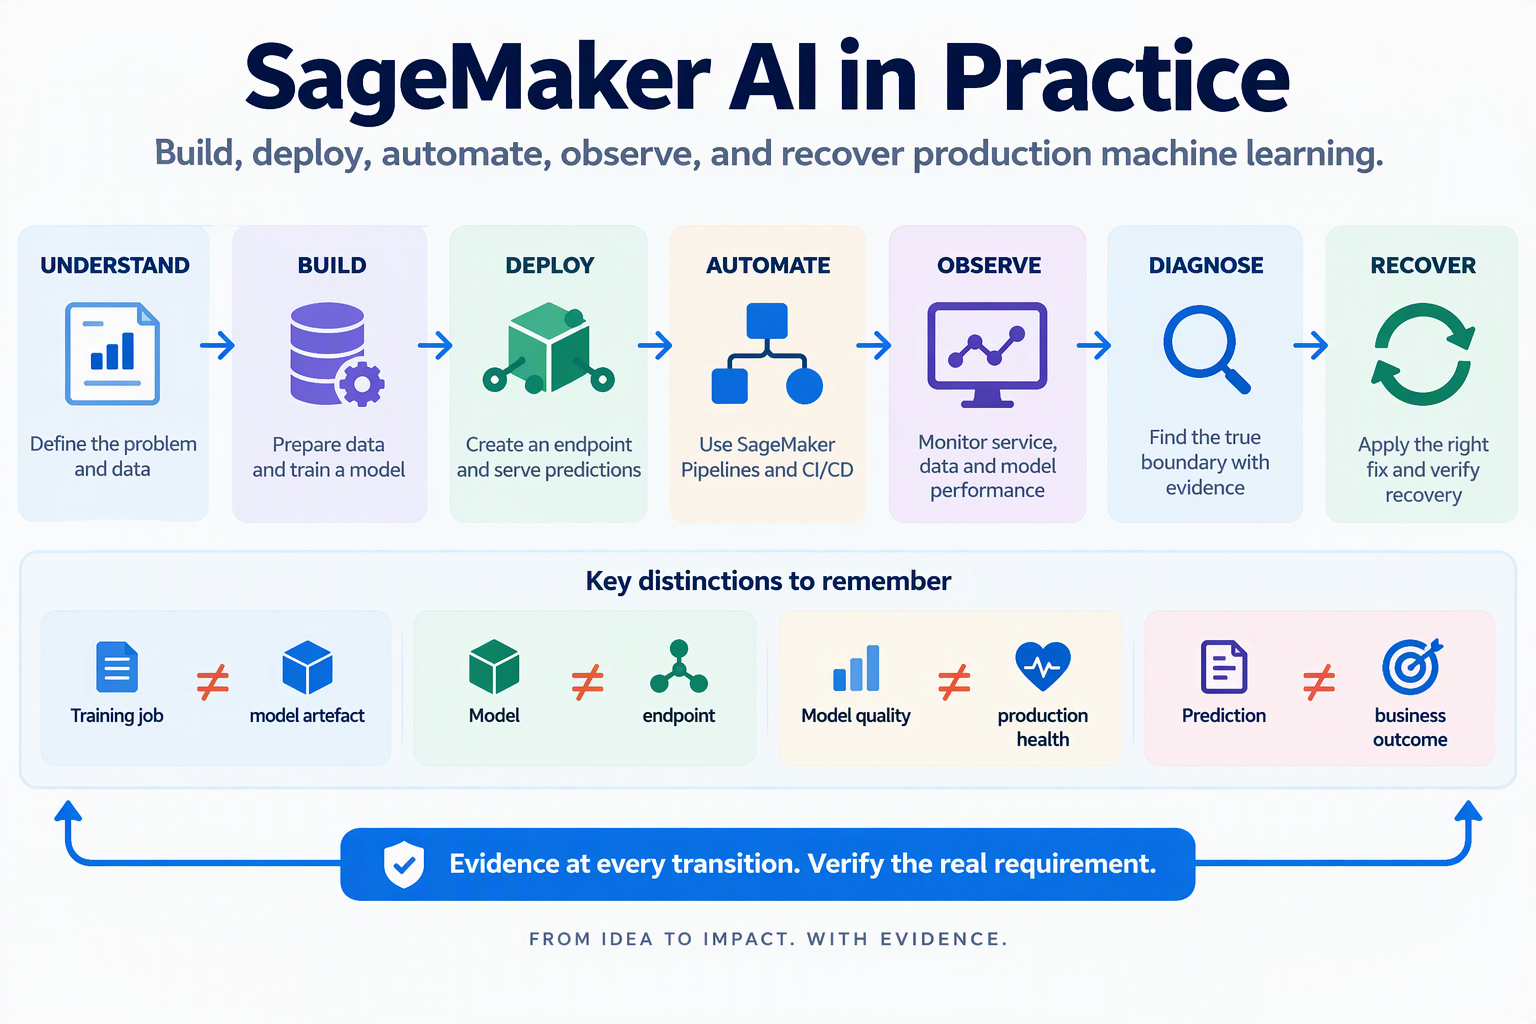 SageMaker AI in Practice
Build, deploy, automate, observe, and recover production machine learning.
UNDERSTAND
Define the problem
and data
BUILD
Prepare data
and train a model
DEPLOY
Create an endpoint
and serve predictions
AUTOMATE
Use SageMaker
Pipelines and CI/CD
OBSERVE
Monitor service,
data and model
performance
DIAGNOSE
Find the true
boundary with
evidence
RECOVER
Apply the right
fix and verify
recovery
Key distinctions to remember
Training job
≠
model artefact
Model
≠
endpoint
Model quality
≠
production
health
Prediction
≠
business
outcome
Evidence at every transition. Verify the real requirement.
FROM IDEA TO IMPACT. WITH EVIDENCE.